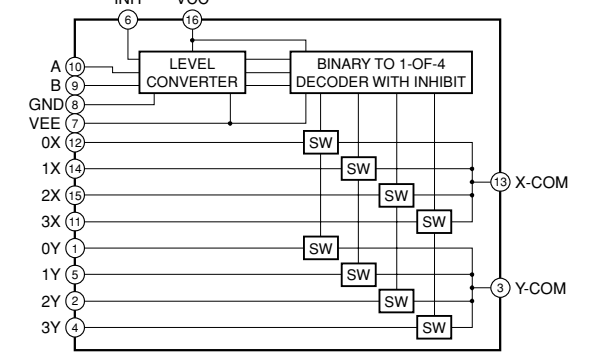 INH VCC
6 16
A 10 LEVEL CONVERTER BINARY TO 1-OF-4 DECODER WITH INHIBIT
B 9
GND 8
VEE 7
0X 12 SW
1X 14 SW 13 X-COM
2X 15 SW
3X 11 SW
0Y 1 SW
1Y 5 SW
2Y 2 SW 3 Y-COM
3Y 4 SW